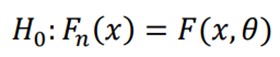 H₀: Fₙ(x) = F(x, θ)